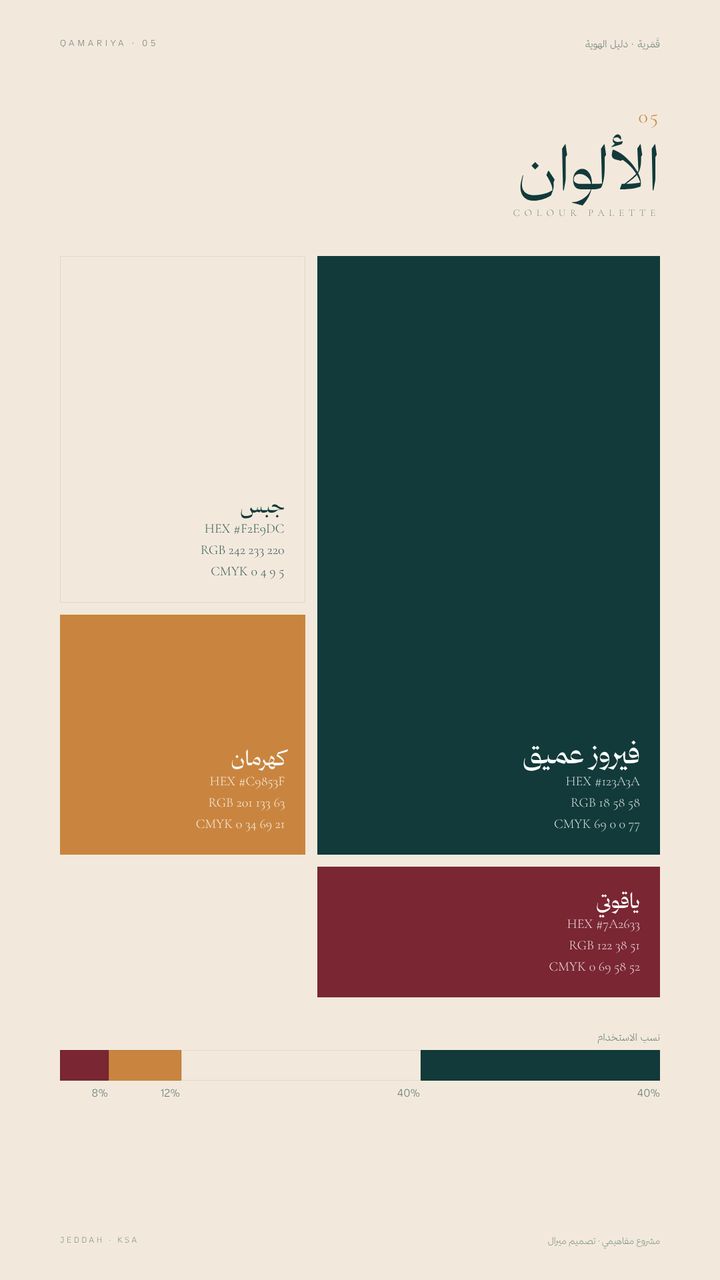 QAMARIYA · 05
قَمَرية · دليل الهوية
05
الألوان
COLOUR PALETTE
فيروز عميق
HEX #123A3A
RGB 18 58 58
CMYK 69 0 0 77
جبس
HEX #F2E9DC
RGB 242 233 220
CMYK 0 4 9 5
كهرمان
HEX #C9853F
RGB 201 133 63
CMYK 0 34 69 21
ياقوتي
HEX #7A2633
RGB 122 38 51
CMYK 0 69 58 52
نسب الاستخدام
40%
40%
12%
8%
JEDDAH · KSA
مشروع مفاهيمي · تصميم ميرال